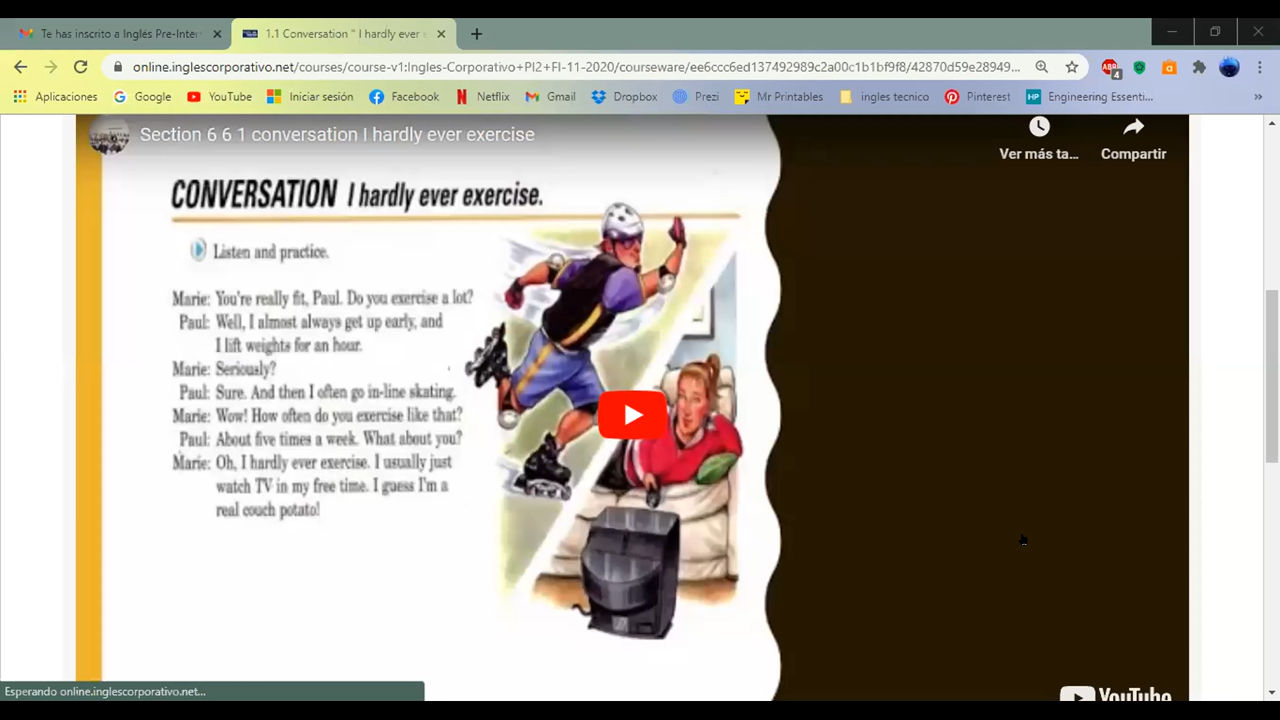 Te has inscrito a Inglés Pre-Inter
1.1 Conversation " I hardly ever
online.inglescorporativo.net/courses/course-v1:Ingles-Corporativo+PI2+FI-11-2020/courseware/ee6ccc6ed137492989c2a00c1b1bf9f8/42870d59e28949...
ABP
4
Aplicaciones Google YouTube Iniciar sesión Facebook Netflix Gmail Dropbox Prezi Mr Printables ingles tecnico Pinterest HP Engineering Essenti... »
Section 6 6 1 conversation I hardly ever exercise
Ver más ta... Compartir
CONVERSATION I hardly ever exercise.
Listen and practice.
Marie: You're really fit, Paul. Do you exercise a lot?
Paul: Well, I almost always get up early, and
I lift weights for an hour.
Marie: Seriously?
Paul: Sure. And then I often go in-line skating.
Marie: Wow! How often do you exercise like that?
Paul: About five times a week. What about you?
Marie: Oh, I hardly ever exercise. I usually just
watch TV in my free time. I guess I'm a
real couch potato!
Esperando online.inglescorporativo.net...
YouTube